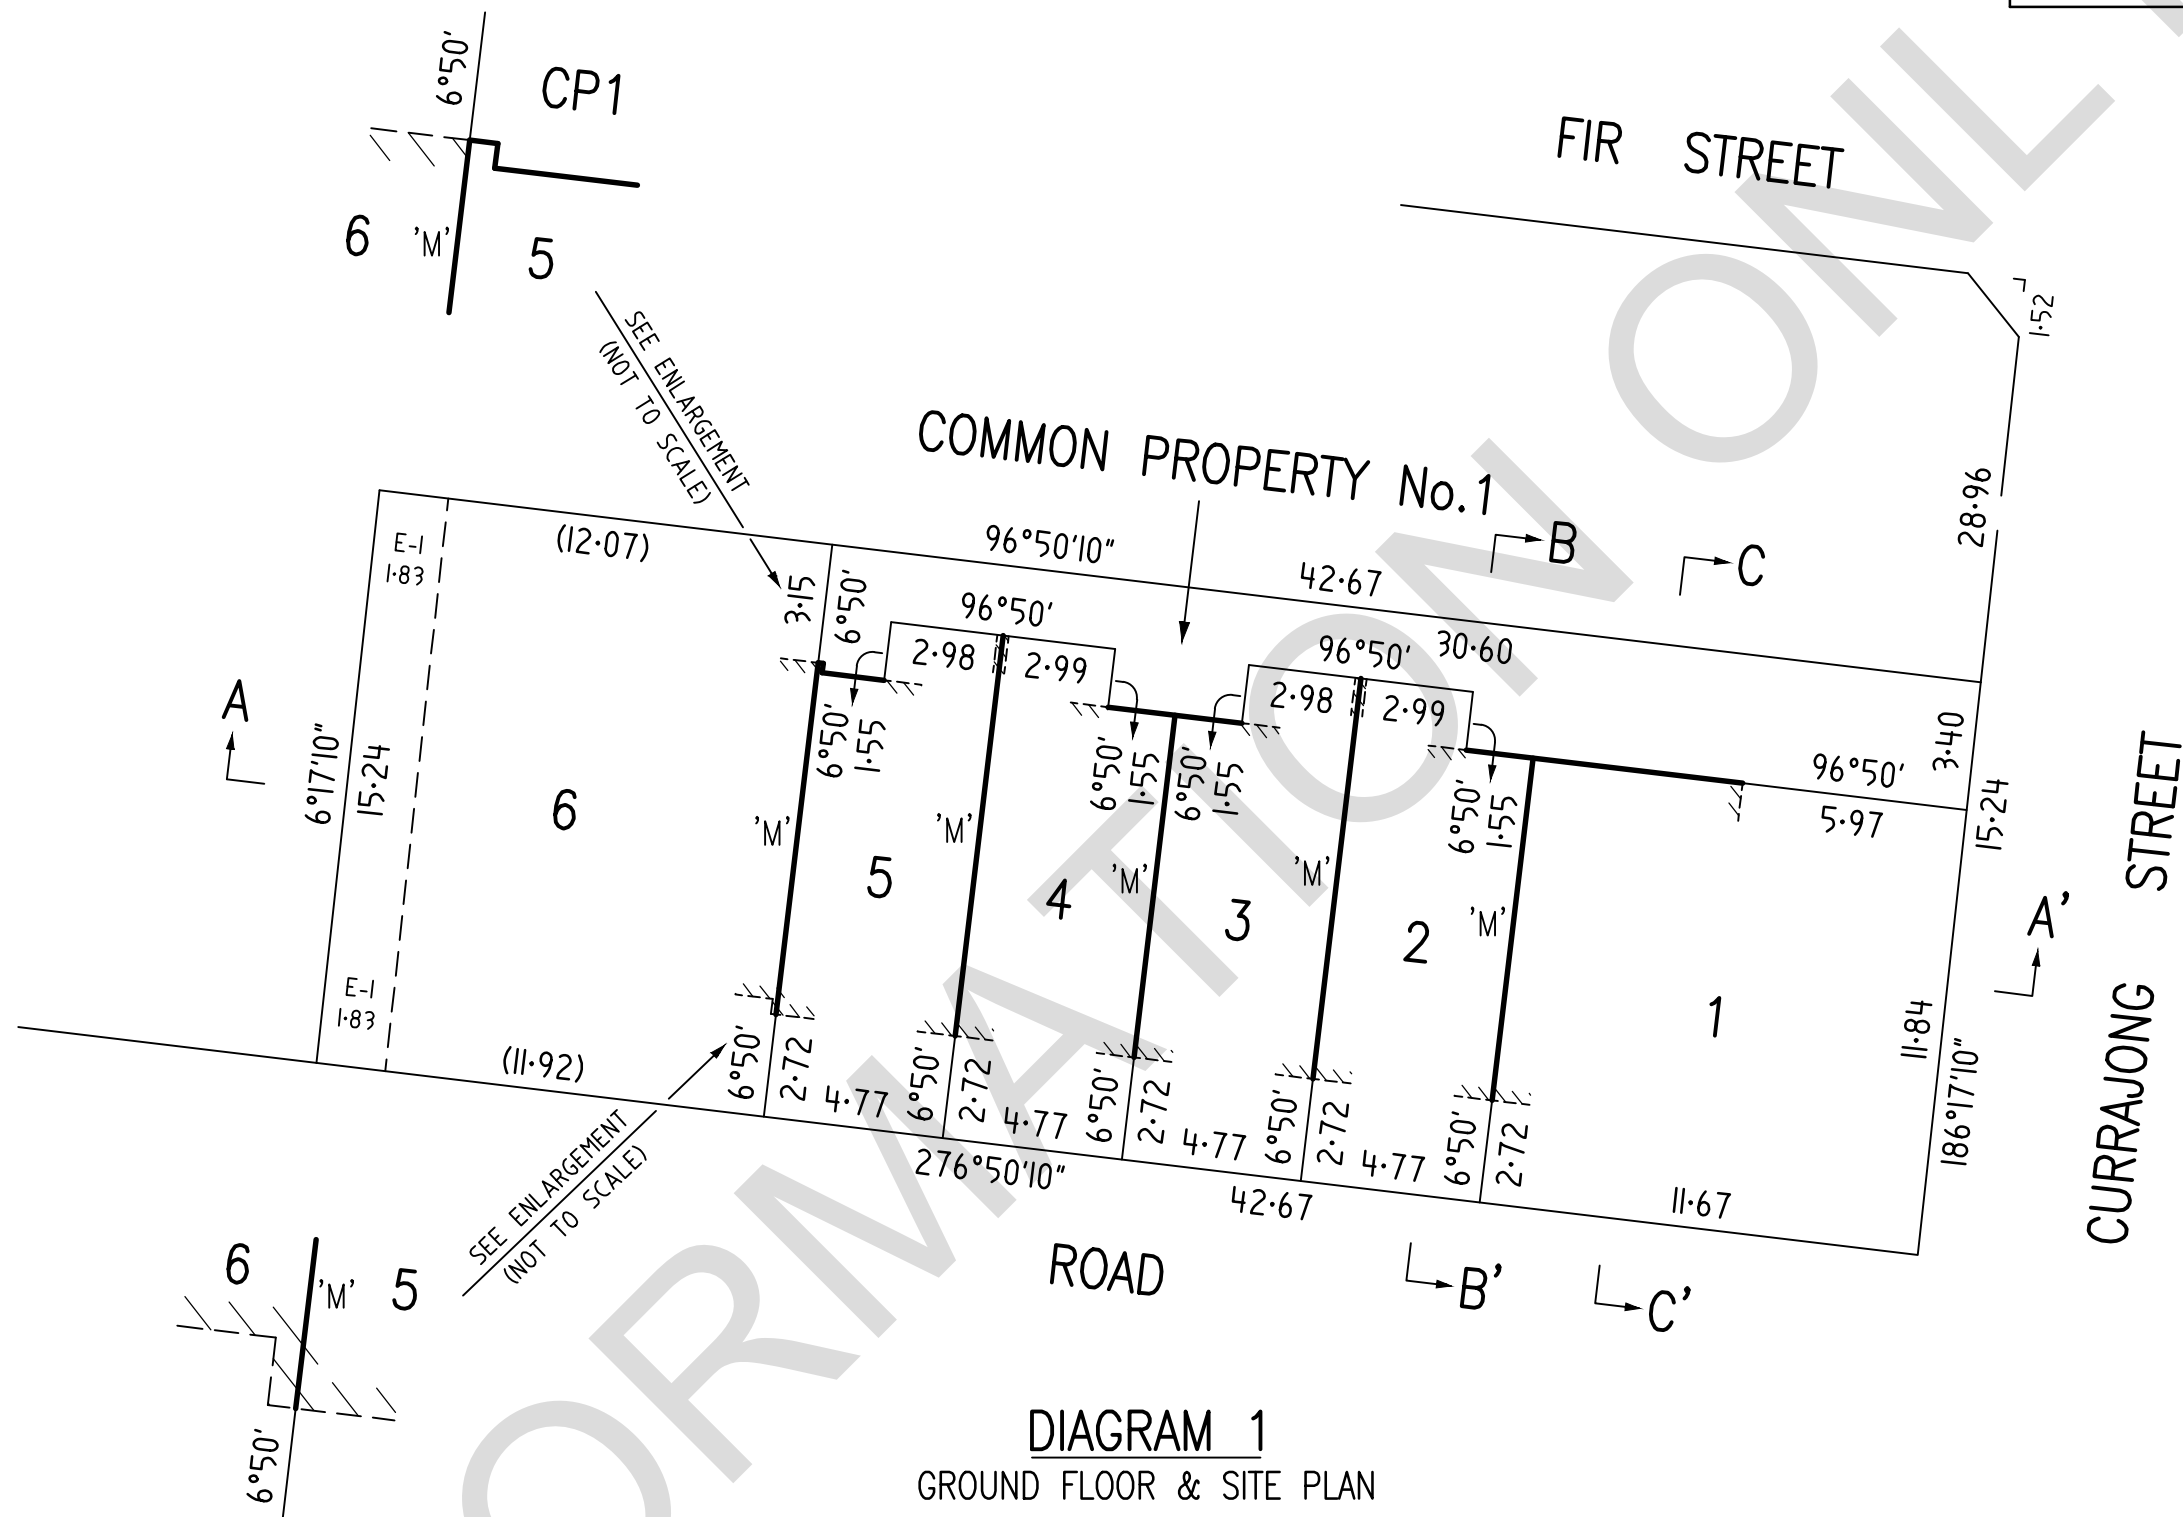 6°50'
CP1
6
'M'
5
FIR STREET
1·52
SEE ENLARGEMENT
(NOT TO SCALE)
COMMON PROPERTY No.1
28·96
B
C
E-1
1·83
(12·07)
96°50'10"
42·67
30·60
3·15
6°50'
96°50'
2·98
2·99
96°50'
2·98
2·99
A
6°17'10"
15·24
6°50'
1·55
6°50'
1·55
6°50'
1·55
6°50'
1·55
96°50'
5·97
3·40
15·24
CURRAJONG STREET
6
'M'
5
'M'
4
'M'
3
'M'
2
'M'
1
A'
E-1
1·83
11·84
186°17'10"
(11·92)
6°50'
2·72
4·77
6°50'
2·72
4·77
6°50'
2·72
4·77
6°50'
2·72
4·77
6°50'
2·72
11·67
276°50'10"
42·67
SEE ENLARGEMENT
(NOT TO SCALE)
ROAD
B'
C'
6
'M'
5
6°50'
DIAGRAM 1
GROUND FLOOR & SITE PLAN
ORMATION ONL